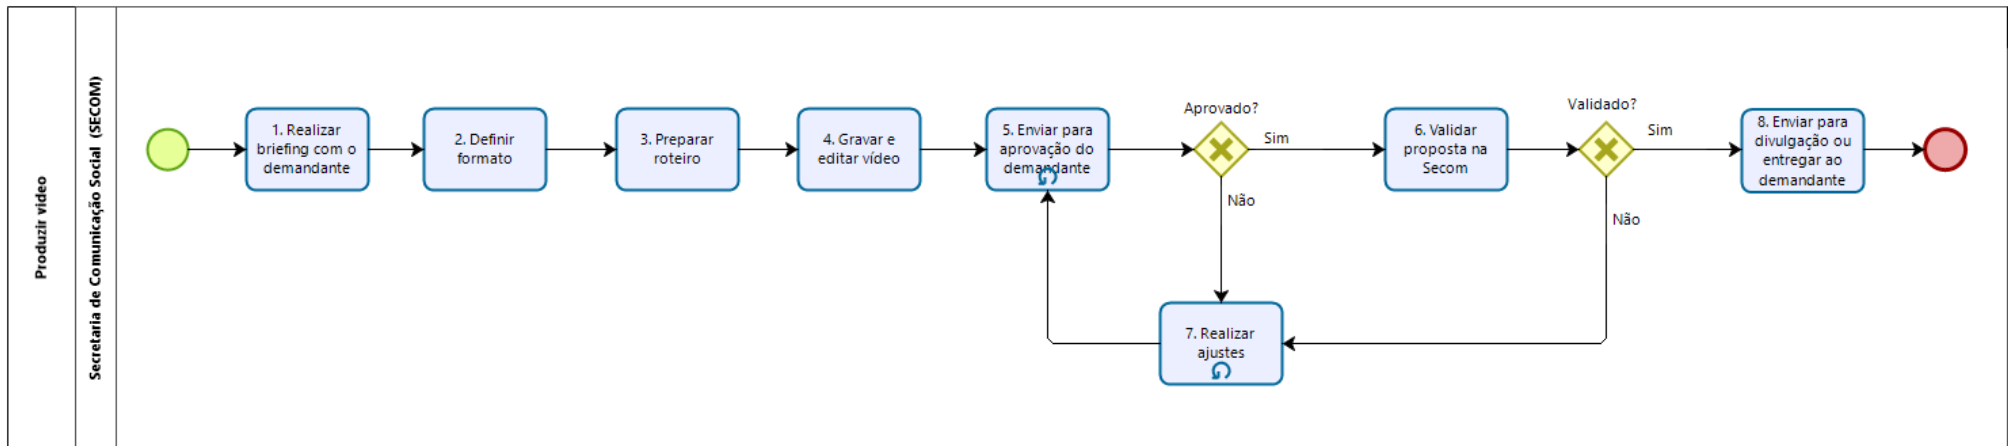 Produzir video
Secretaria de Comunicação Social (SECOM)
1. Realizar
briefing com o
demandante
2. Definir
formato
3. Preparar
roteiro
4. Gravar e
editar vídeo
5. Enviar para
aprovação do
demandante
Aprovado?
Sim
Não
6. Validar
proposta na
Secom
Validado?
Sim
Não
7. Realizar
ajustes
8. Enviar para
divulgação ou
entregar ao
demandante